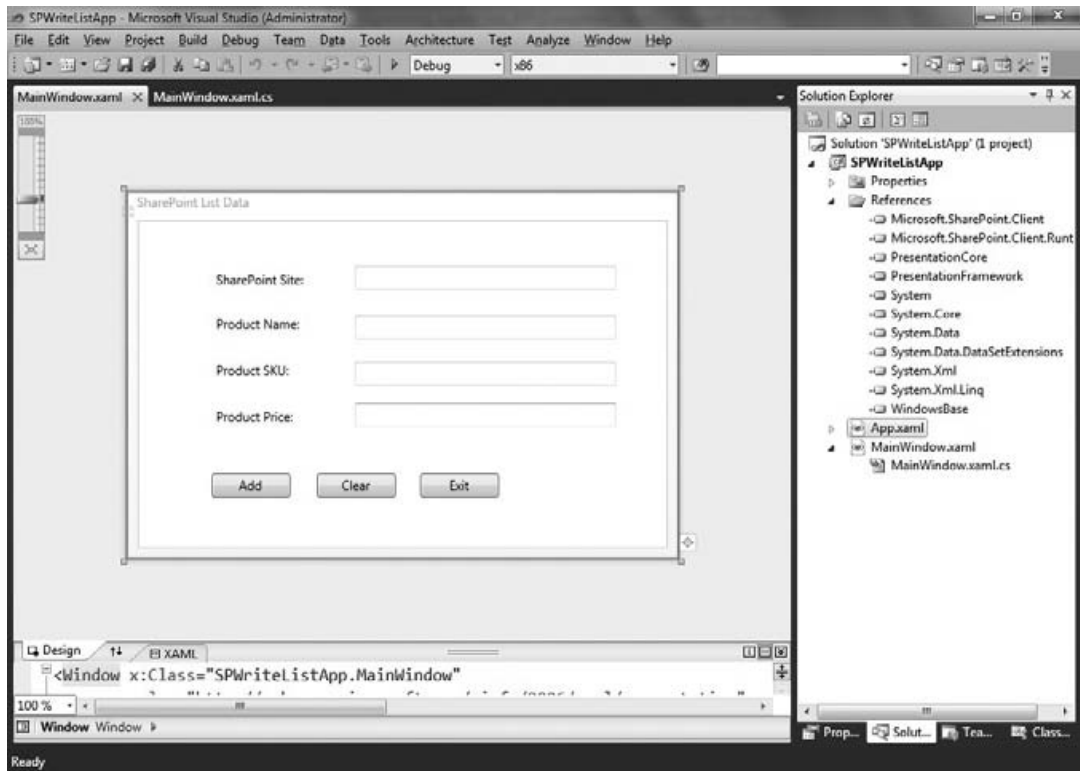 SPWriteListApp - Microsoft Visual Studio (Administrator)
File Edit View Project Build Debug Team Data Tools Architecture Test Analyze Window Help
Debug x86
MainWindow.xaml MainWindow.xaml.cs
100%
SharePoint List Data
SharePoint Site:
Product Name:
Product SKU:
Product Price:
Add Clear Exit
Design XAML
<Window x:Class="SPWriteListApp.MainWindow"
100 %
Window Window
Solution Explorer
Solution 'SPWriteListApp' (1 project)
SPWriteListApp
Properties
References
Microsoft.SharePoint.Client
Microsoft.SharePoint.Client.Runt
PresentationCore
PresentationFramework
System
System.Core
System.Data
System.Data.DataSetExtensions
System.Xml
System.Xml.Linq
WindowsBase
App.xaml
MainWindow.xaml
MainWindow.xaml.cs
Prop... Solut... Tea... Class...
Ready